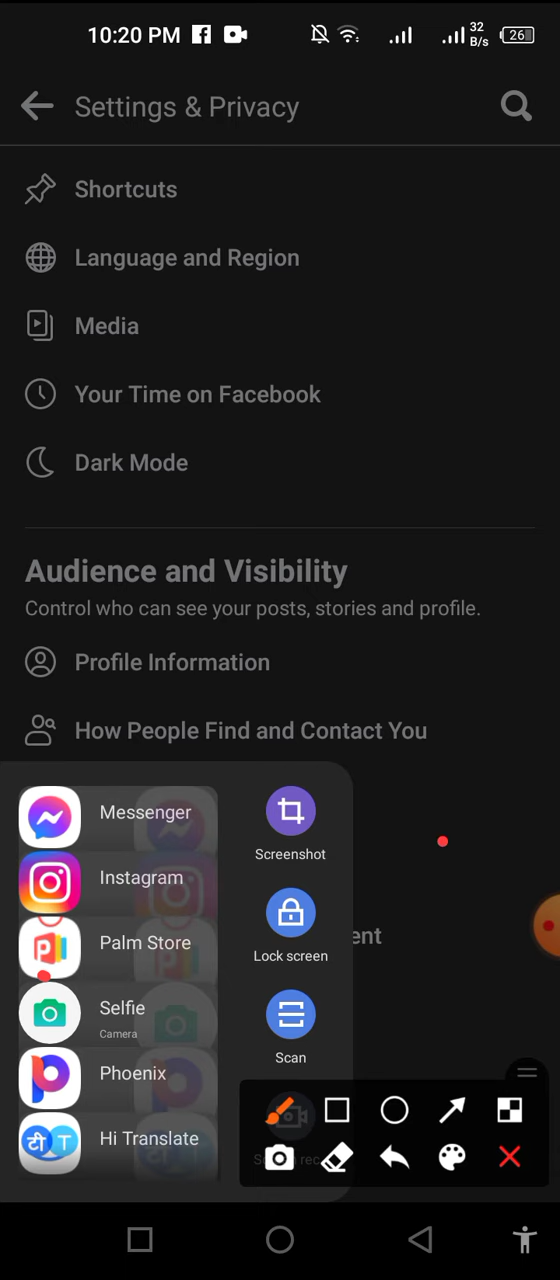 10:20 PM
32
B/s
26
Settings & Privacy
Shortcuts
Language and Region
Media
Your Time on Facebook
Dark Mode
Audience and Visibility
Control who can see your posts, stories and profile.
Profile Information
How People Find and Contact You
ent
Messenger
Instagram
Palm Store
Selfie
Camera
Phoenix
Hi Translate
Screenshot
Lock screen
Scan